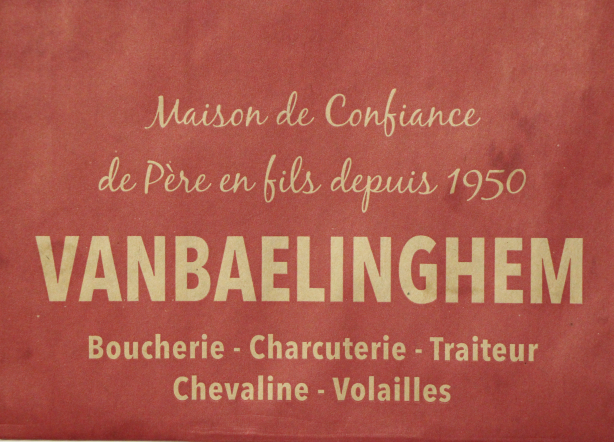 Maison de Confiance
de Père en fils depuis 1950
VANBAELINGHEM
Boucherie - Charcuterie - Traiteur
Chevaline - Volailles